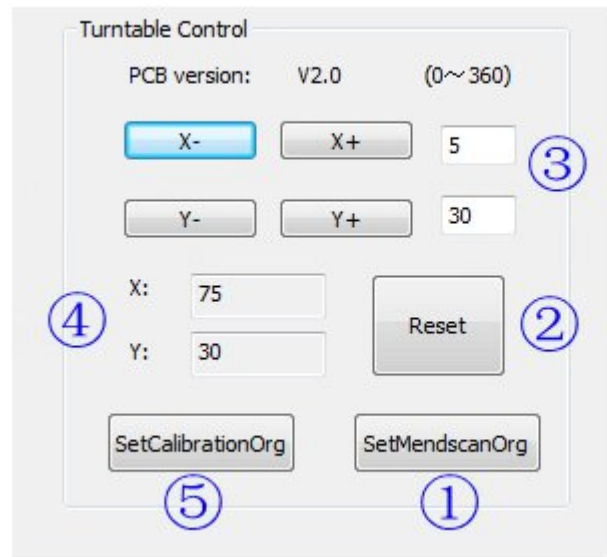 Turntable Control
PCB version: V2.0 (0～360)
X- X+ 5 ③
Y- Y+ 30
X: 75
④ Reset ②
Y: 30
SetCalibrationOrg SetMendscanOrg
⑤ ①